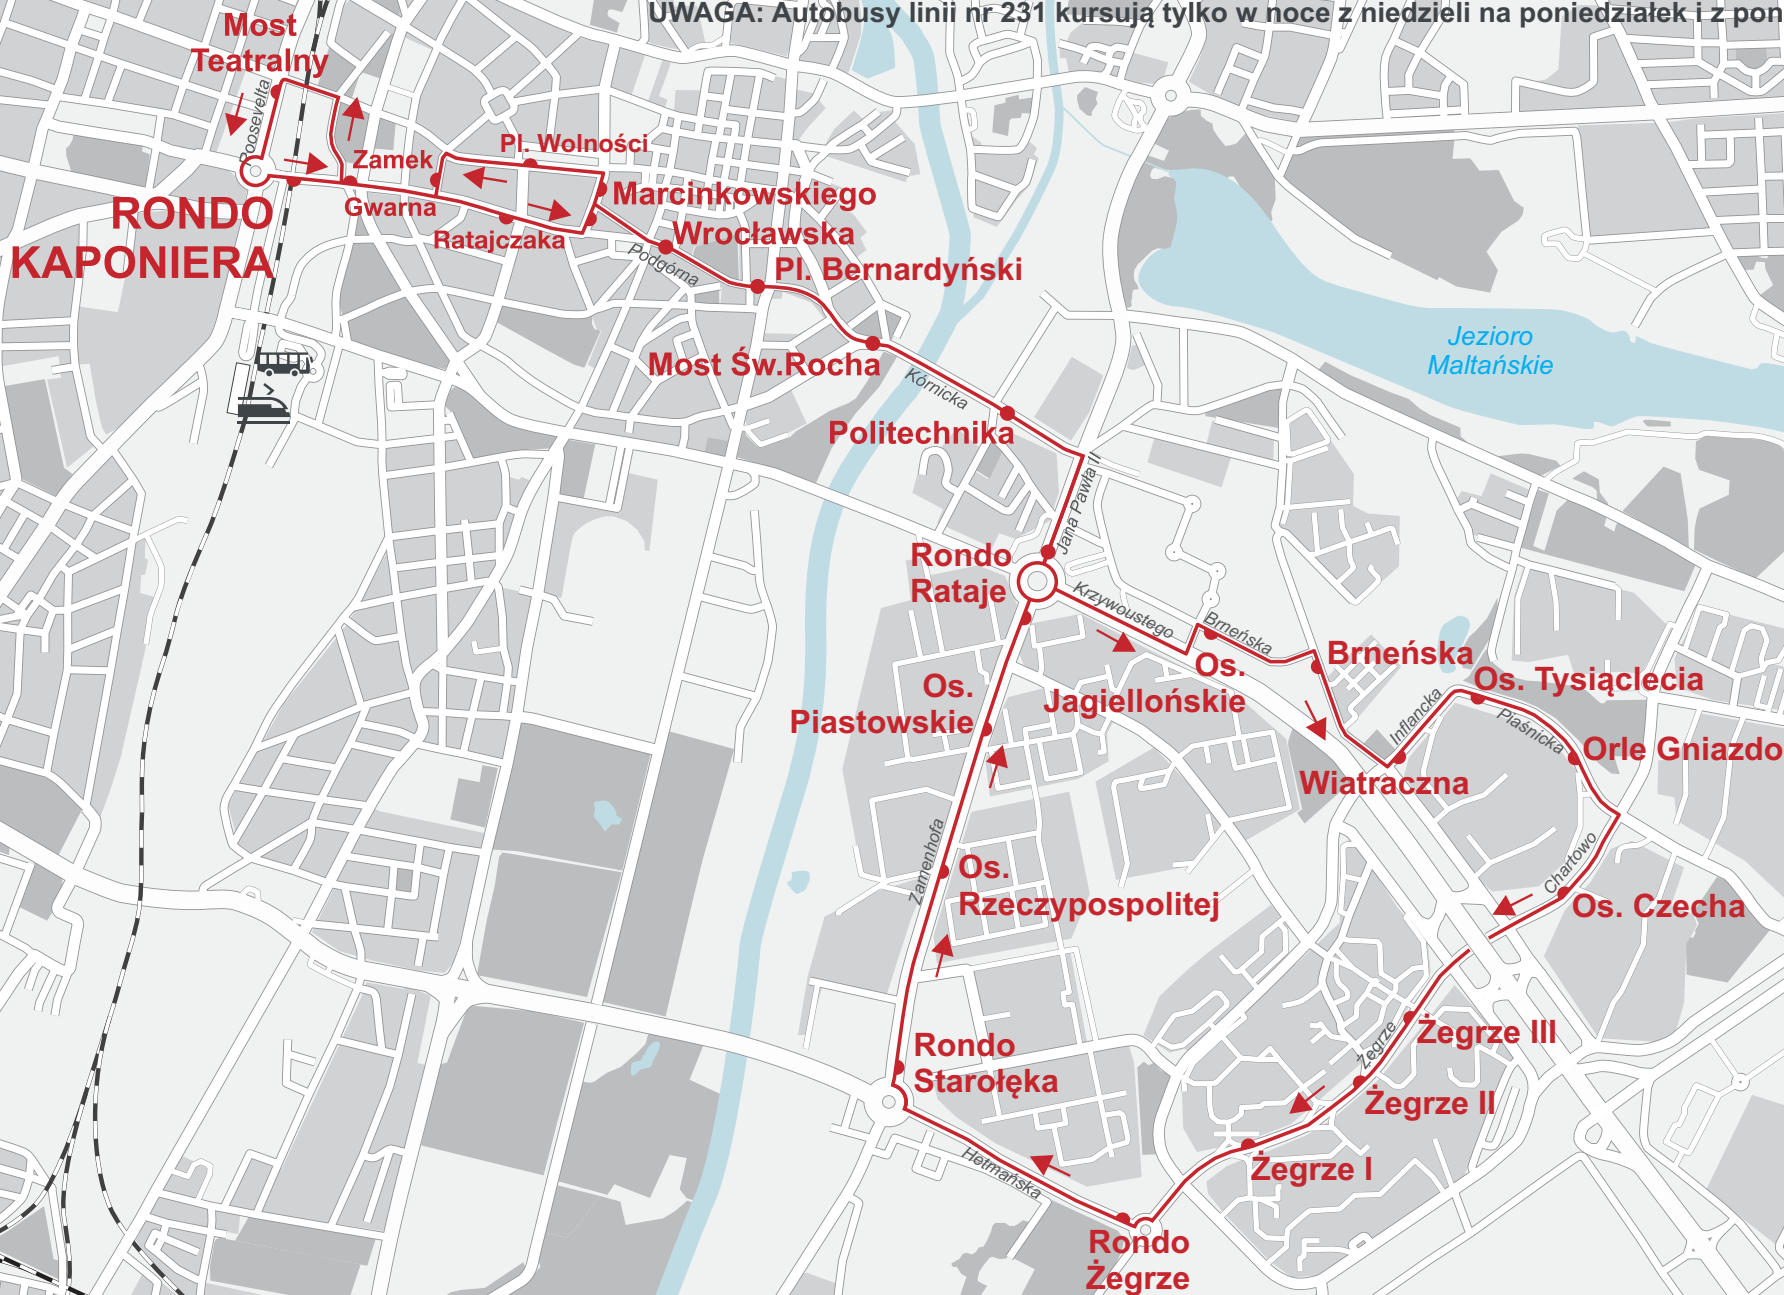 UWAGA: Autobusy linii nr 231 kursują tylko w noce z niedzieli na poniedziałek i z pon
Most
Teatralny
Roosevelta
Zamek
Pl. Wolności
Gwarna
Marcinkowskiego
RONDO
KAPONIERA
Ratajczaka
Wrocławska
Podgórna
Pl. Bernardyński
Most Św.Rocha
Jezioro
Maltańskie
Kórnicka
Politechnika
Jana Pawła II
Rondo
Rataje
Krzywoustego
Brneńska
Brneńska
Os.
Jagiellońskie
Os.
Piastowskie
Os. Tysiąclecia
Inflancka
Piaśnicka
Orle Gniazdo
Wiatraczna
Zamenhofa
Os.
Rzeczypospolitej
Chartowo
Os. Czecha
Żegrze III
Żegrze
Rondo
Starołęka
Żegrze II
Hetmańska
Żegrze I
Rondo
Żegrze